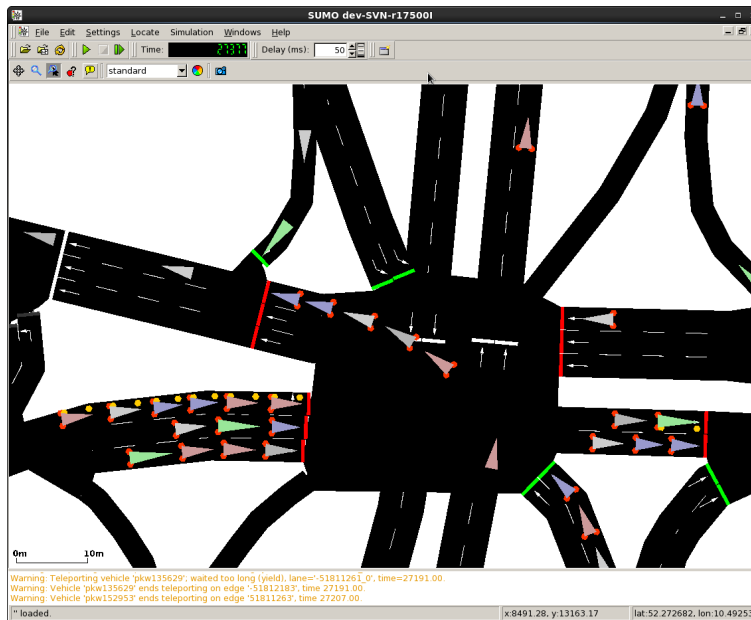 SUMO dev-SVN-r17500I
File Edit Settings Locate Simulation Windows Help
Time: 27377 Delay (ms): 50
standard
0m 10m
Warning: Teleporting vehicle 'pkw135629'; waited too long (yield), lane='-51811261_0', time=27191.00.
Warning: Vehicle 'pkw135629' ends teleporting on edge '-51812183', time 27191.00.
Warning: Vehicle 'pkw152953' ends teleporting on edge '51811263', time 27207.00.
'' loaded. x:8491.28, y:13163.17 lat:52.272682, lon:10.49253